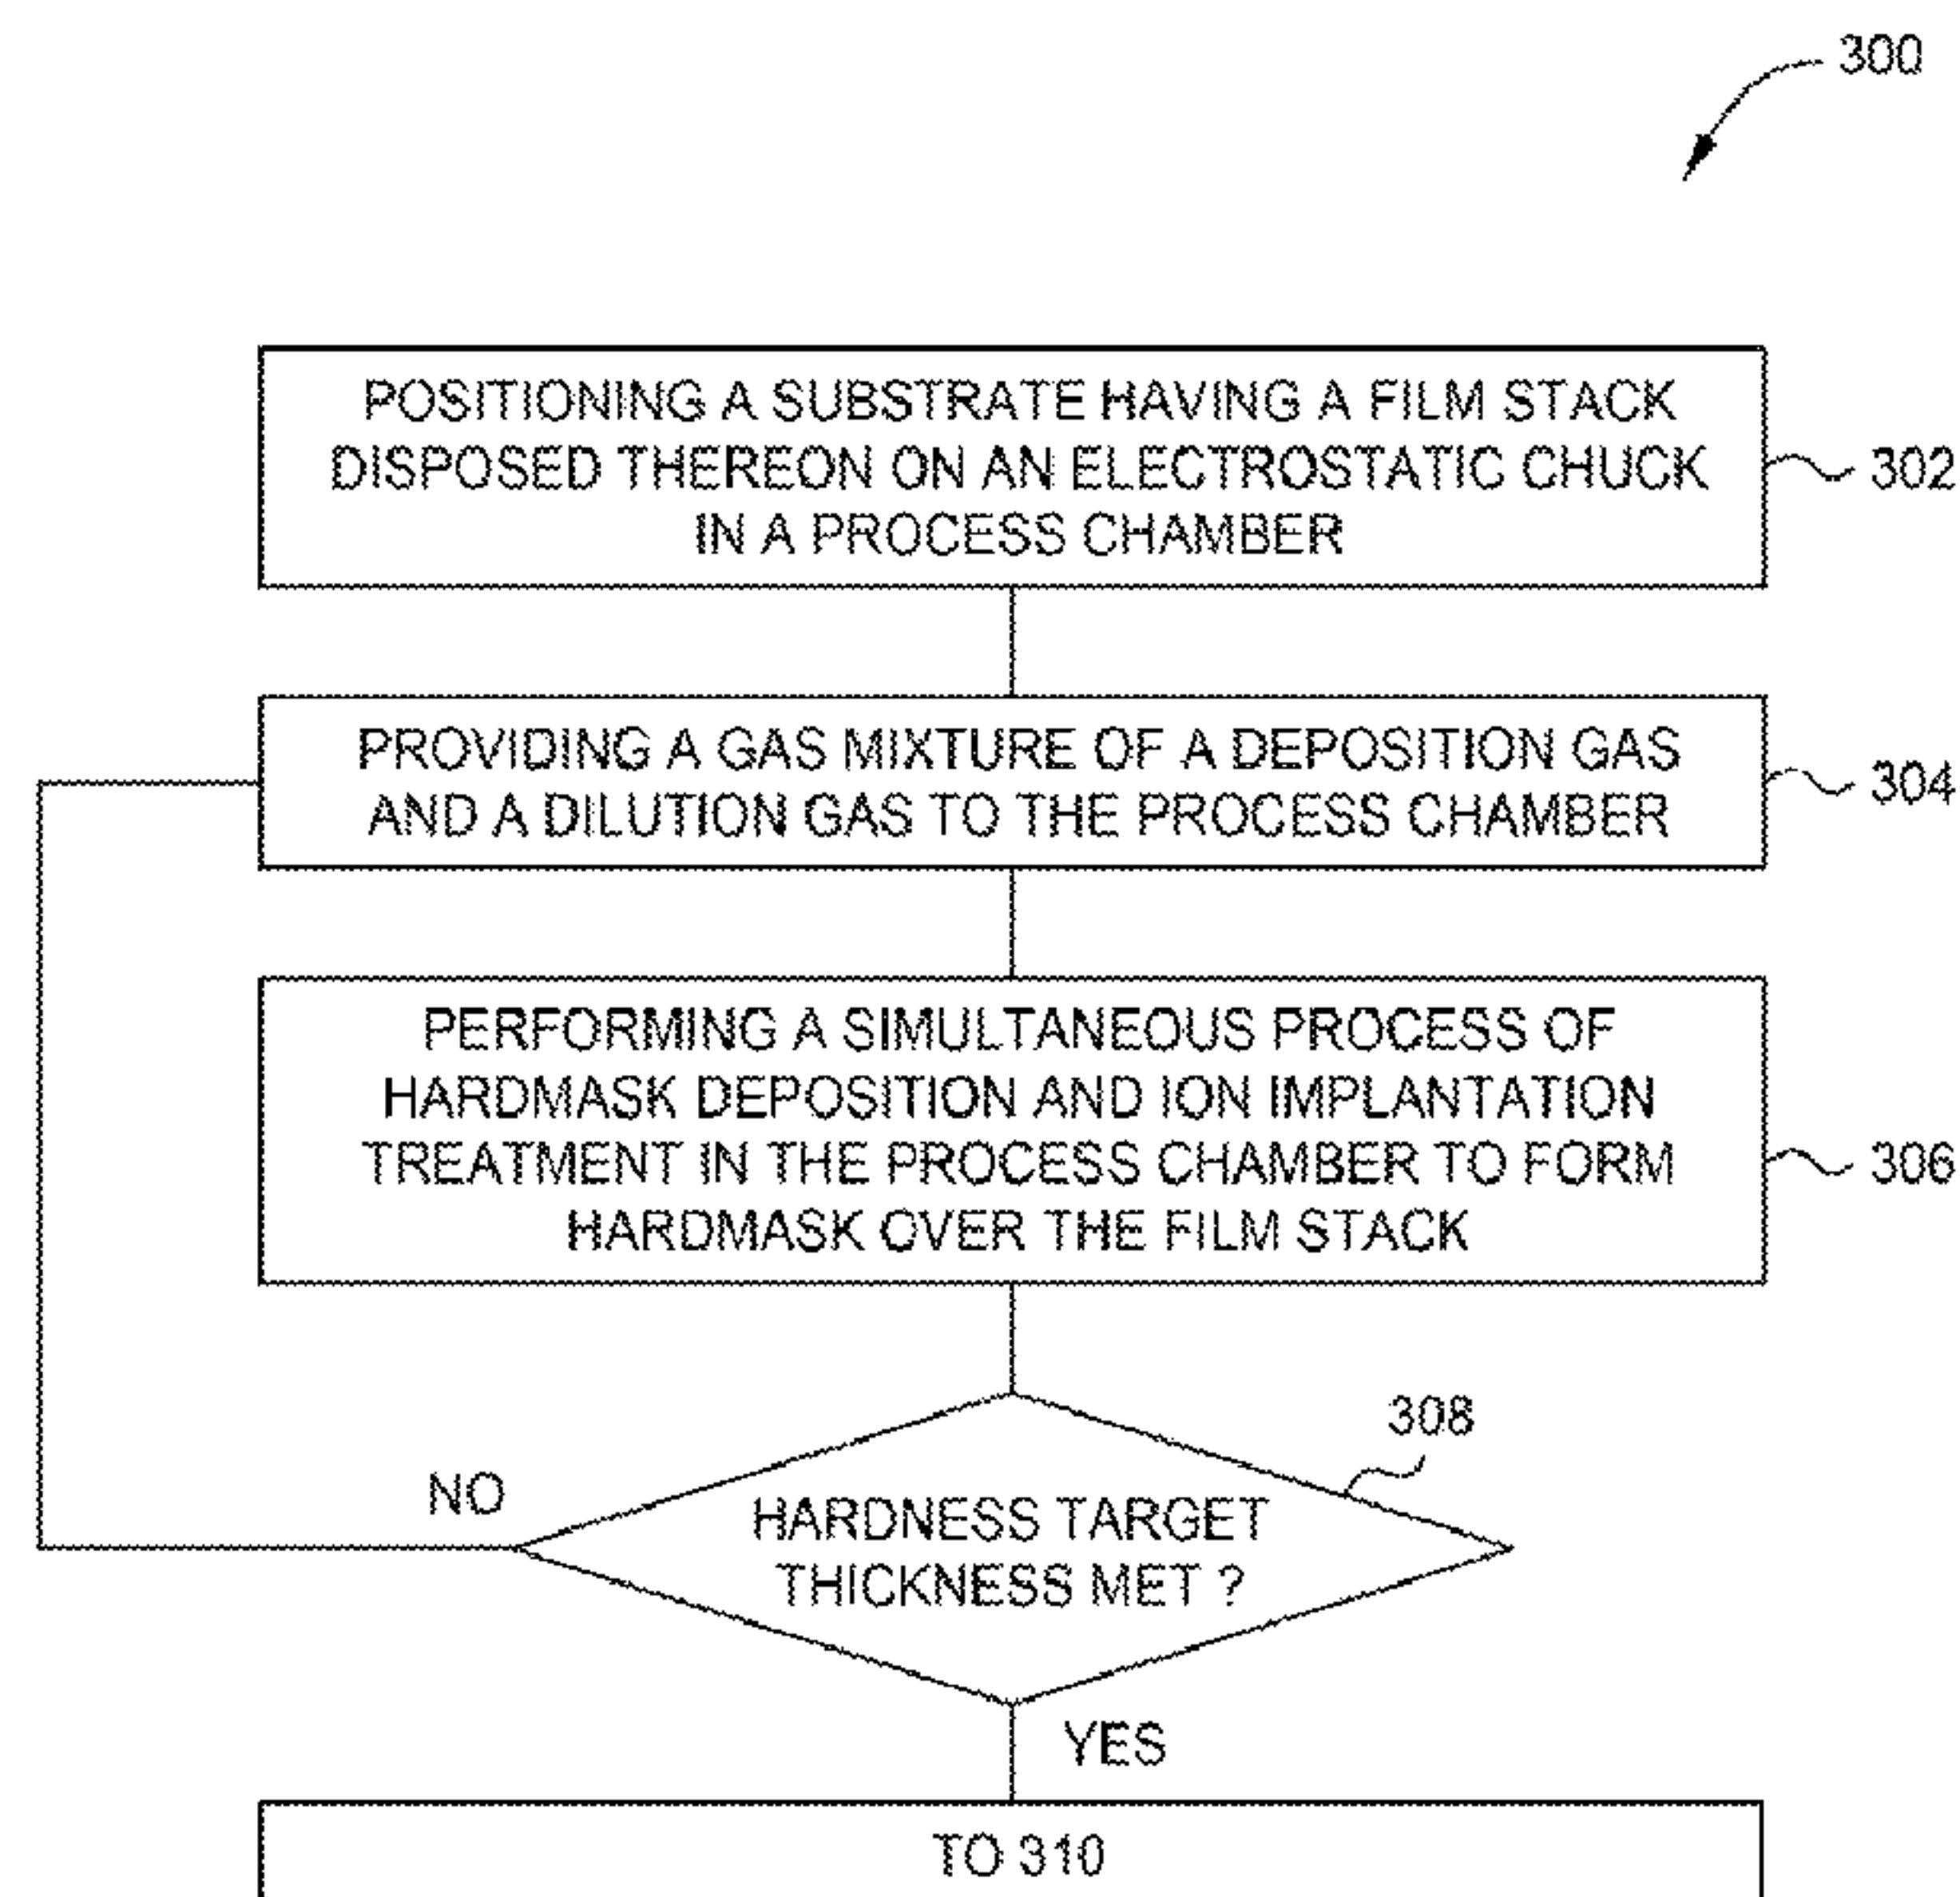 300
POSITIONING A SUBSTRATE HAVING A FILM STACK
DISPOSED THEREON ON AN ELECTROSTATIC CHUCK
IN A PROCESS CHAMBER
302
PROVIDING A GAS MIXTURE OF A DEPOSITION GAS
AND A DILUTION GAS TO THE PROCESS CHAMBER
304
PERFORMING A SIMULTANEOUS PROCESS OF
HARDMASK DEPOSITION AND ION IMPLANTATION
TREATMENT IN THE PROCESS CHAMBER TO FORM
HARDMASK OVER THE FILM STACK
306
308
NO
HARDNESS TARGET
THICKNESS MET ?
YES
TO 310